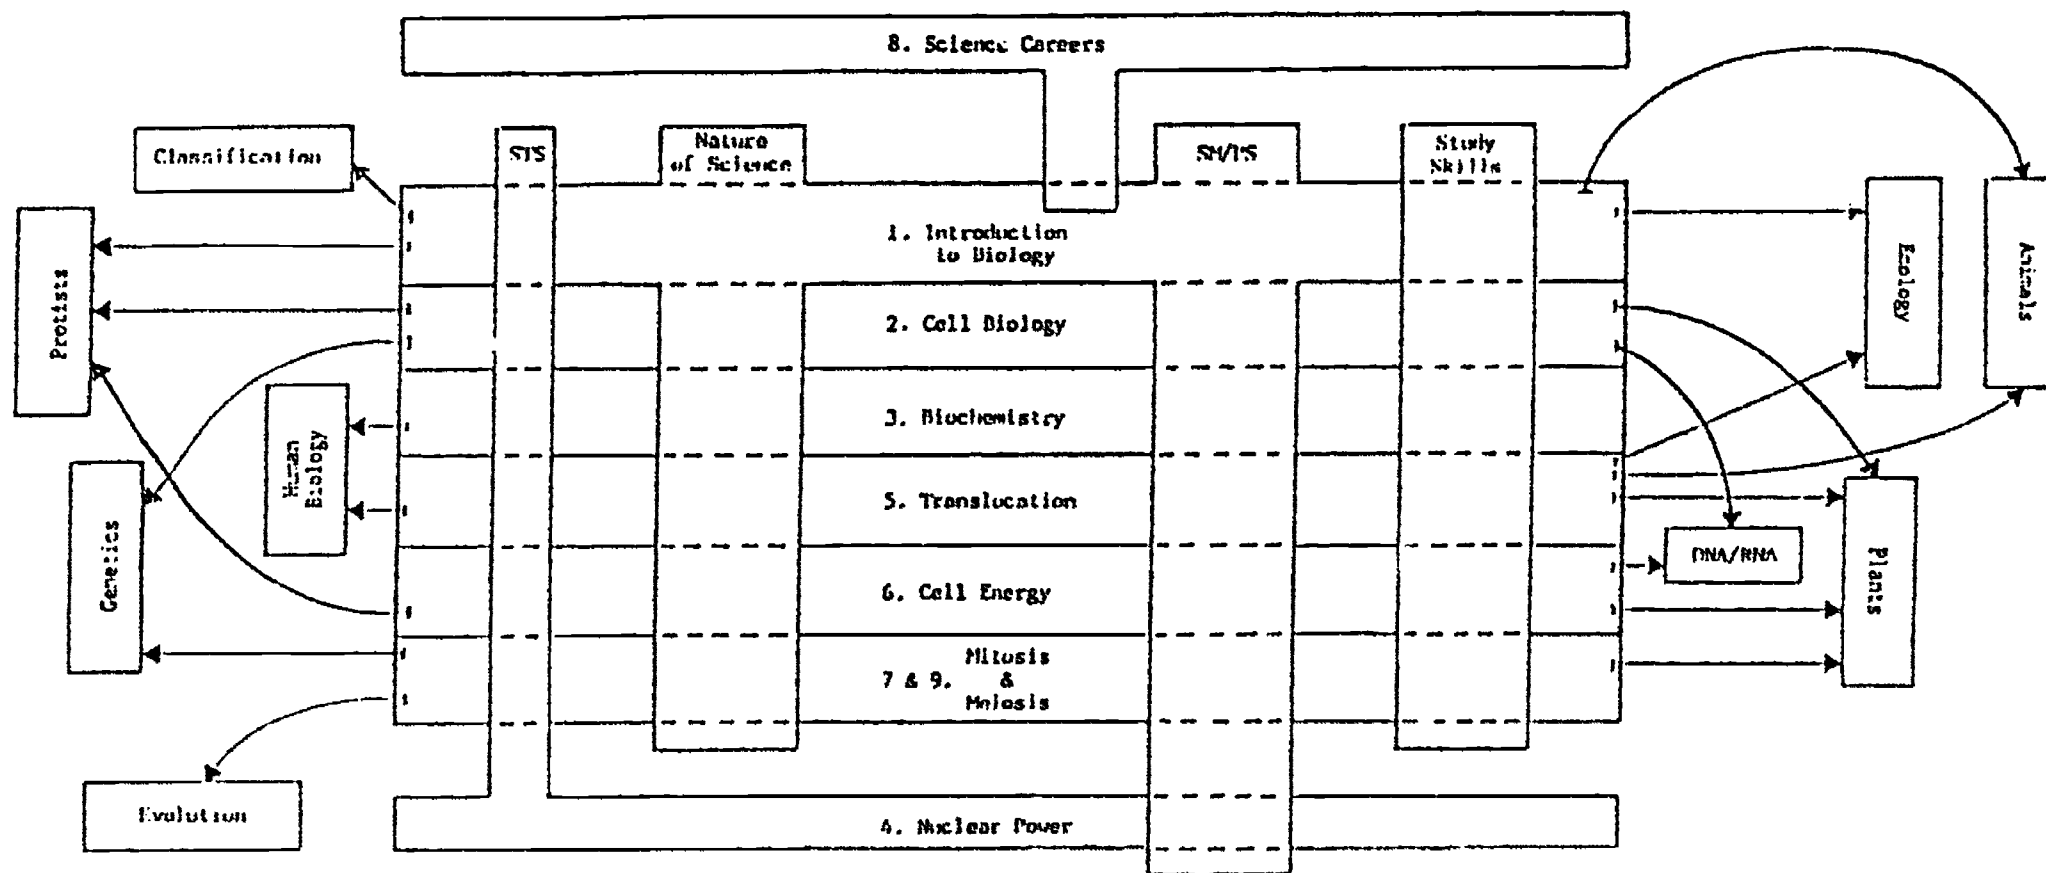 8. Science Careers
Classification
STS
Nature
of Science
SM/PS
Study
Skills
1. Introduction
to Biology
Protists
Ecology
Animals
2. Cell Biology
Human
Biology
3. Biochemistry
5. Translocation
Genetics
DNA/RNA
Plants
6. Cell Energy
Mitosis
7 & 9. &
Meiosis
Evolution
4. Nuclear Power